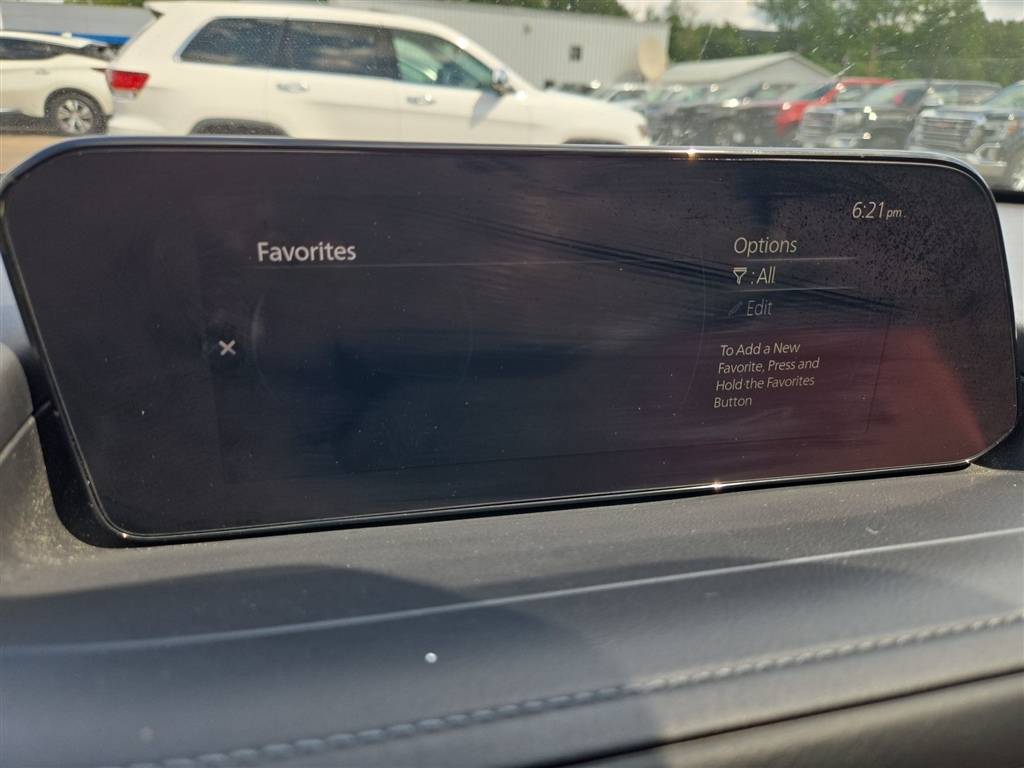 6:21 pm
Favorites
Options
: All
Edit
To Add a New
Favorite, Press and
Hold the Favorites
Button